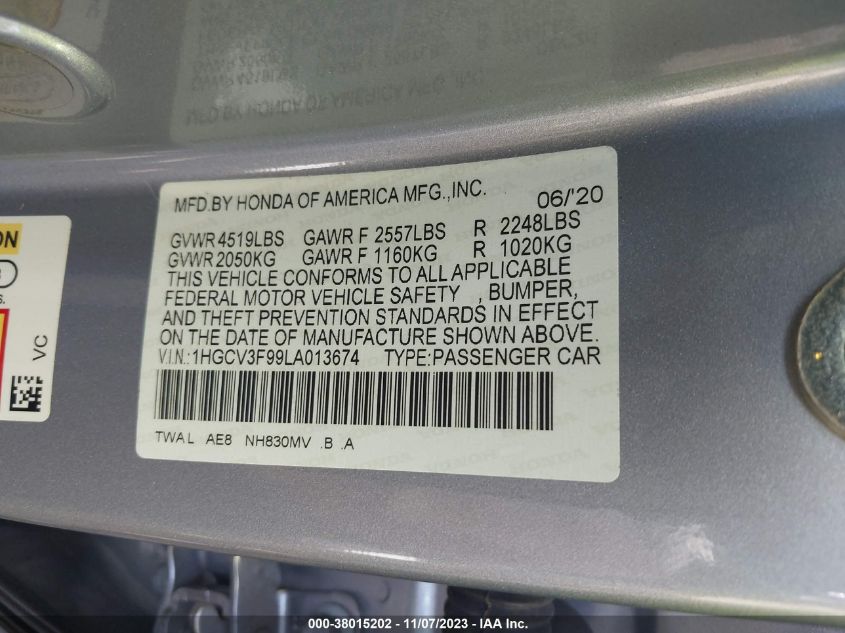 MFD.BY HONDA OF AMERICA MFG.,INC. 06/'20
GVWR 4519LBS GAWR F 2557LBS R 2248LBS
GVWR 2050KG GAWR F 1160KG R 1020KG
THIS VEHICLE CONFORMS TO ALL APPLICABLE
FEDERAL MOTOR VEHICLE SAFETY , BUMPER,
AND THEFT PREVENTION STANDARDS IN EFFECT
ON THE DATE OF MANUFACTURE SHOWN ABOVE.
V.I.N.:1HGCV3F99LA013674 TYPE:PASSENGER CAR
TWAL AE8 NH830MV .B .A
VC
000-38015202 - 11/07/2023 - IAA Inc.